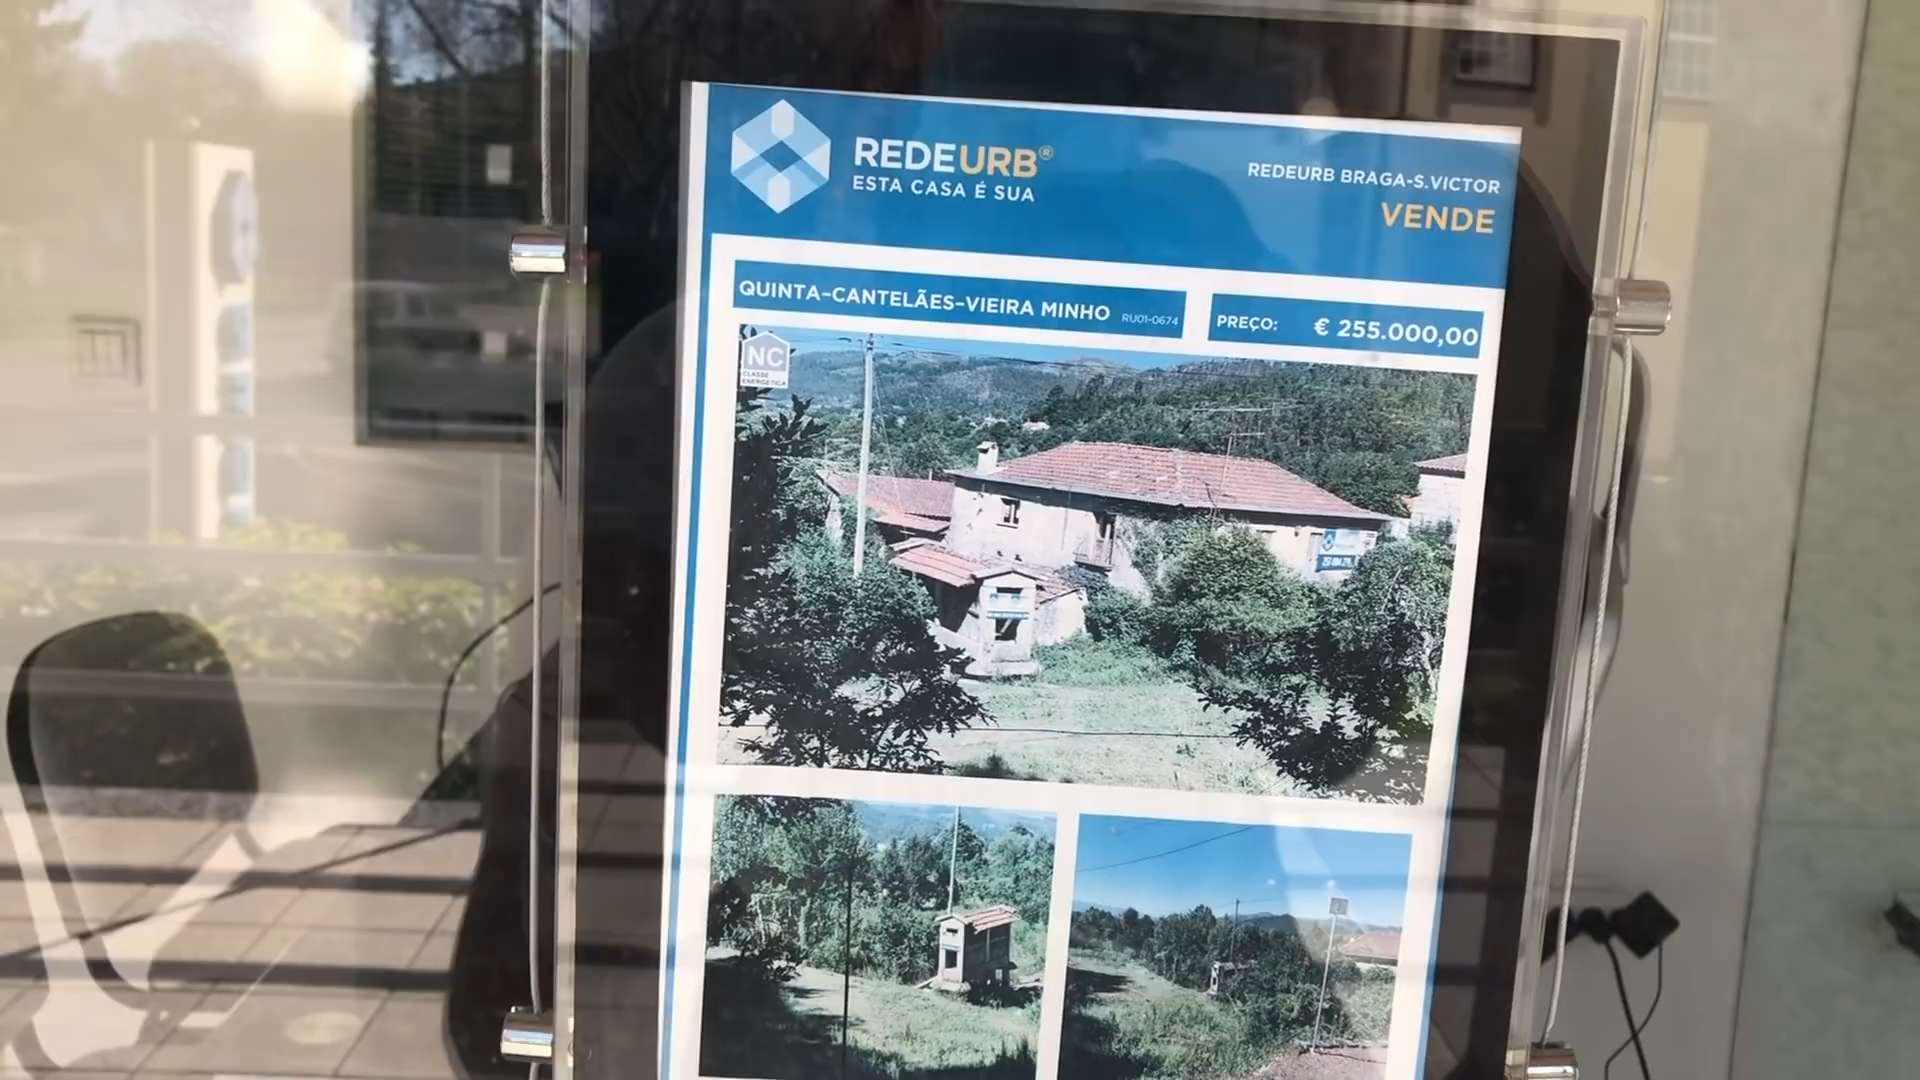 REDEURB®
ESTA CASA É SUA
REDEURB BRAGA-S.VICTOR
VENDE
QUINTA-CANTELÃES-VIEIRA MINHO RU01-0674
PREÇO: € 255.000,00
NC
CLASSE
ENERGÉTICA